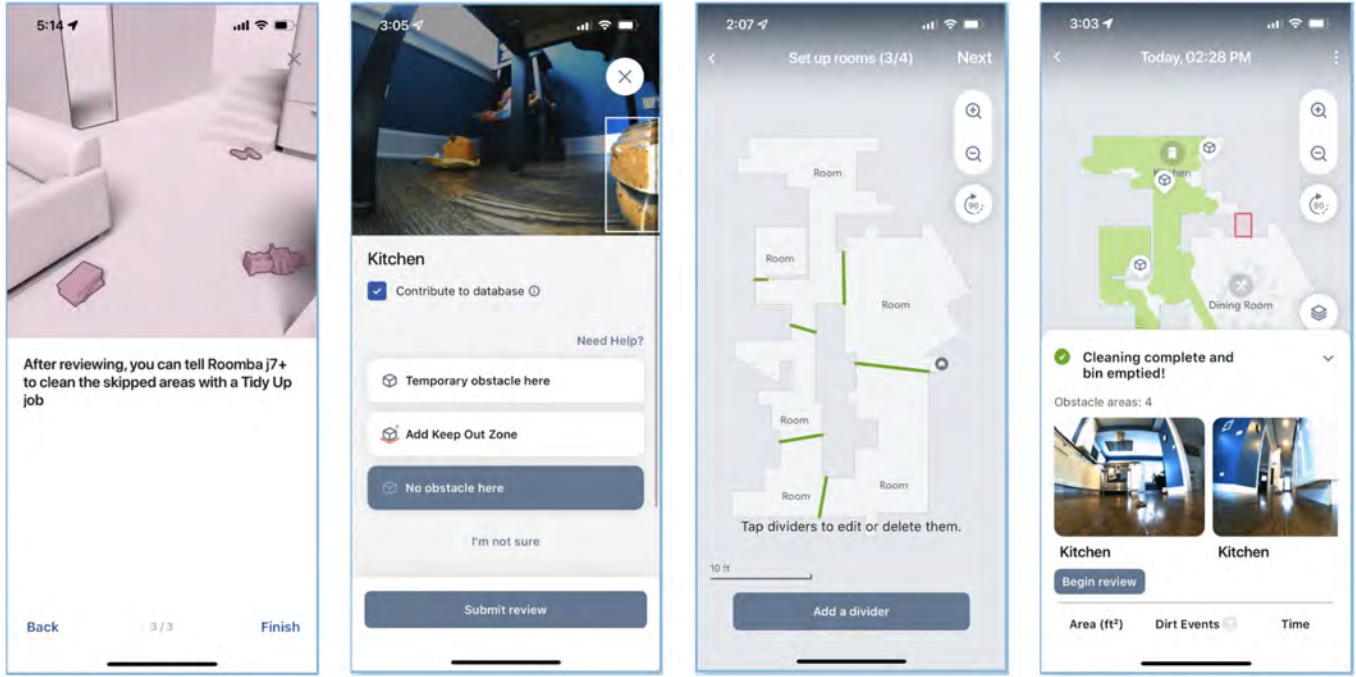 5:14
After reviewing, you can tell Roomba j7+
to clean the skipped areas with a Tidy Up
job
Back
3/3
Finish
3:05
Kitchen
Contribute to database
Need Help?
Temporary obstacle here
Add Keep Out Zone
No obstacle here
I'm not sure
Submit review
2:07
Set up rooms (3/4)
Next
90
Room
Room
Room
Room
Room
Room
Tap dividers to edit or delete them.
10 ft
Add a divider
3:03
Today, 02:28 PM
90
Kitchen
Dining Room
Cleaning complete and
bin emptied!
Obstacle areas: 4
Kitchen
Kitchen
Begin review
Area (ft²)
Dirt Events
Time